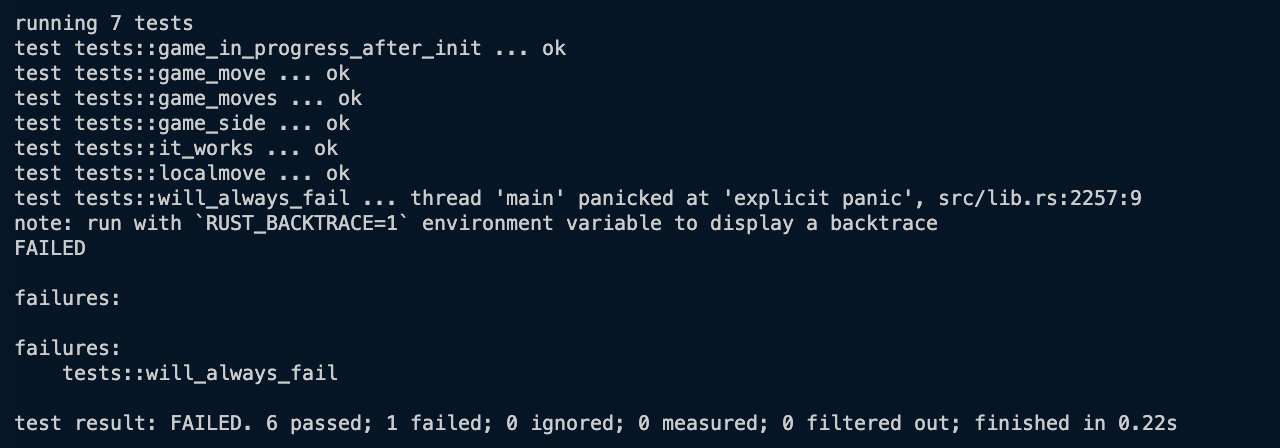 running 7 tests
test tests::game_in_progress_after_init ... ok
test tests::game_move ... ok
test tests::game_moves ... ok
test tests::game_side ... ok
test tests::it_works ... ok
test tests::localmove ... ok
test tests::will_always_fail ... thread 'main' panicked at 'explicit panic', src/lib.rs:2257:9
note: run with `RUST_BACKTRACE=1` environment variable to display a backtrace
FAILED
failures:
failures:
    tests::will_always_fail
test result: FAILED. 6 passed; 1 failed; 0 ignored; 0 measured; 0 filtered out; finished in 0.22s